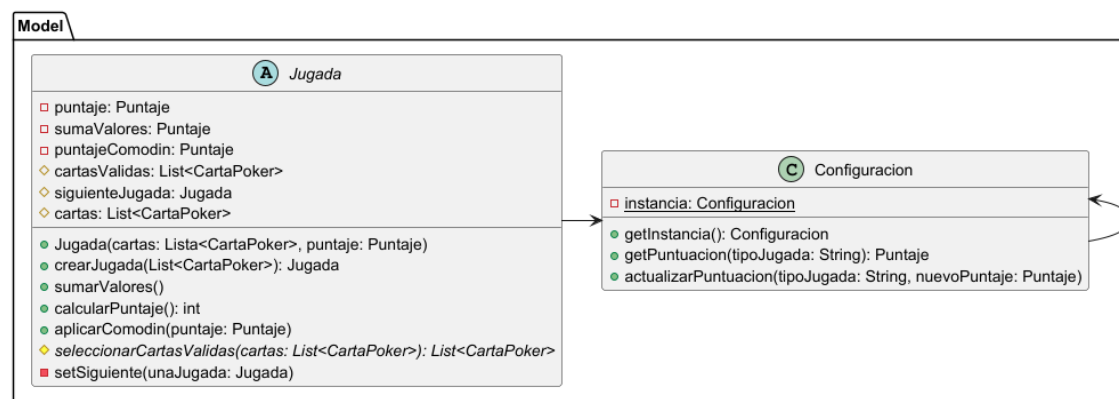 Model
A Jugada
puntaje: Puntaje
sumaValores: Puntaje
puntajeComodin: Puntaje
cartasValidas: List<CartaPoker>
siguienteJugada: Jugada
cartas: List<CartaPoker>
Jugada(cartas: Lista<CartaPoker>, puntaje: Puntaje)
crearJugada(List<CartaPoker>): Jugada
sumarValores()
calcularPuntaje(): int
aplicarComodin(puntaje: Puntaje)
seleccionarCartasValidas(cartas: List<CartaPoker>): List<CartaPoker>
setSiguiente(unaJugada: Jugada)
C Configuracion
instancia: Configuracion
getInstancia(): Configuracion
getPuntuacion(tipoJugada: String): Puntaje
actualizarPuntuacion(tipoJugada: String, nuevoPuntaje: Puntaje)